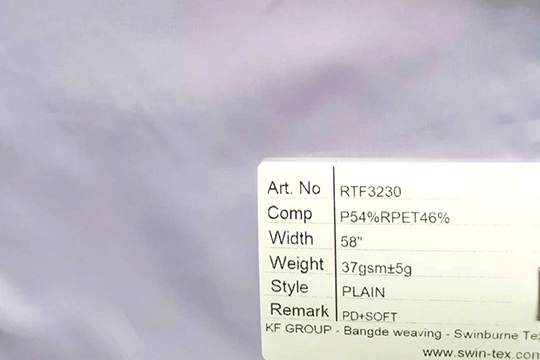 Art. No RTF3230
Comp P54%RPET46%
Width 58"
Weight 37gsm±5g
Style PLAIN
Remark PD+SOFT
KF GROUP - Bangde weaving - Swinburne Tex
www.swin-tex.com